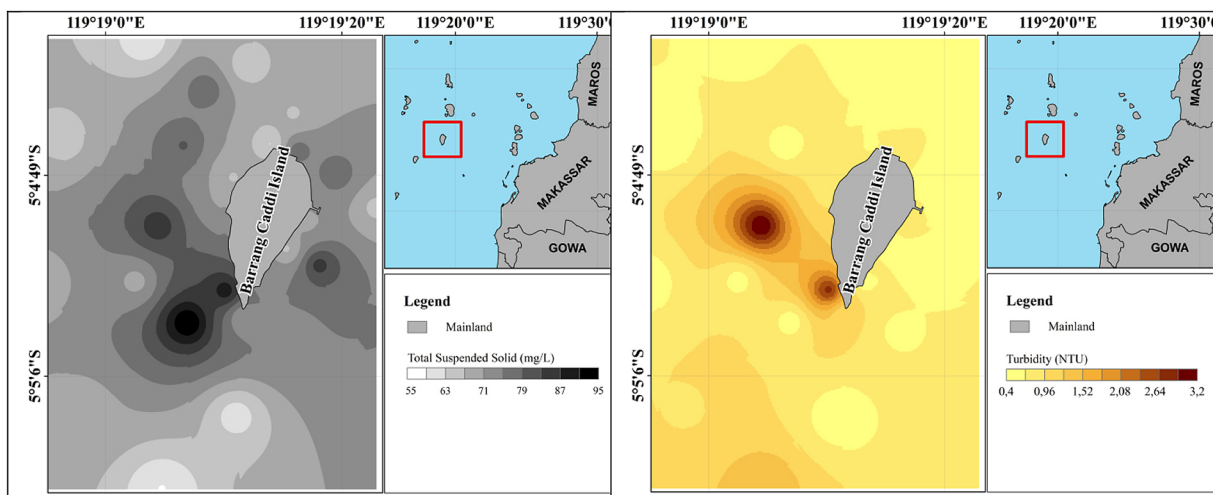 119°19'0"E 119°19'20"E 119°20'0"E 119°30'0"E
5°4'49"S
5°5'6"S
Barrang Caddi Island
MAROS
MAKASSAR
GOWA
Legend
Mainland
Total Suspended Solid (mg/L)
55 63 71 79 87 95
119°19'0"E 119°19'20"E 119°20'0"E 119°30'0"E
5°4'49"S
5°5'6"S
Barrang Caddi Island
MAROS
MAKASSAR
GOWA
Legend
Mainland
Turbidity (NTU)
0,4 0,96 1,52 2,08 2,64 3,2